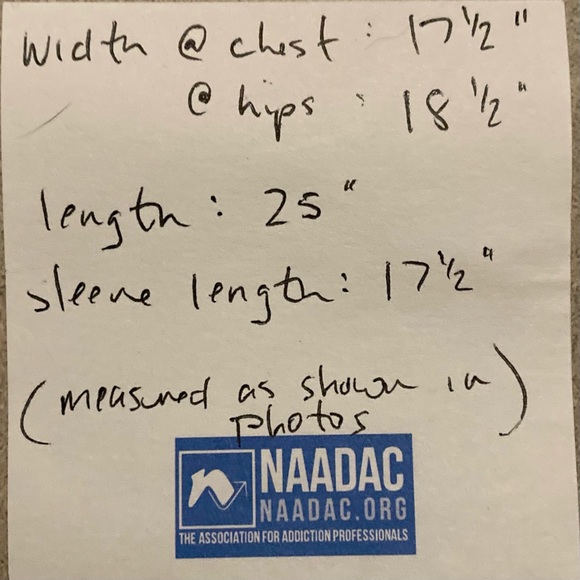 width @ chest : 17 1/2"
@ hips : 18 1/2"
length : 25"
sleeve length: 17 1/2"
(measured as shown in
photos)
NAADAC
NAADAC.ORG
THE ASSOCIATION FOR ADDICTION PROFESSIONALS